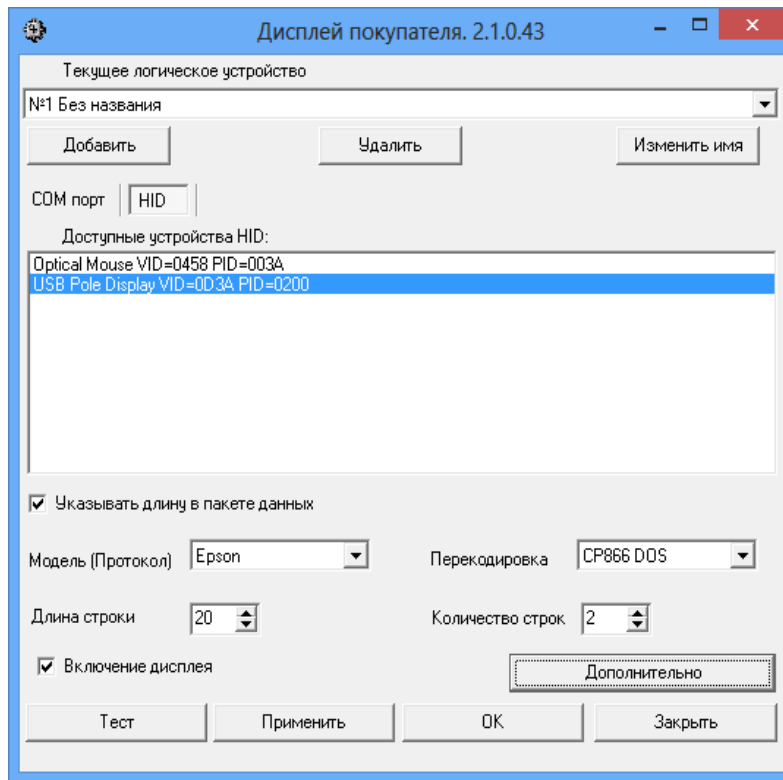 Дисплей покупателя. 2.1.0.43
Текущее логическое устройство
№1 Без названия
Добавить Удалить Изменить имя
COM порт HID
Доступные устройства HID:
Optical Mouse VID=0458 PID=003A
USB Pole Display VID=0D3A PID=0200
Указывать длину в пакете данных
Модель (Протокол) Epson Перекодировка CP866 DOS
Длина строки 20 Количество строк 2
Включение дисплея Дополнительно
Тест Применить OK Закрыть